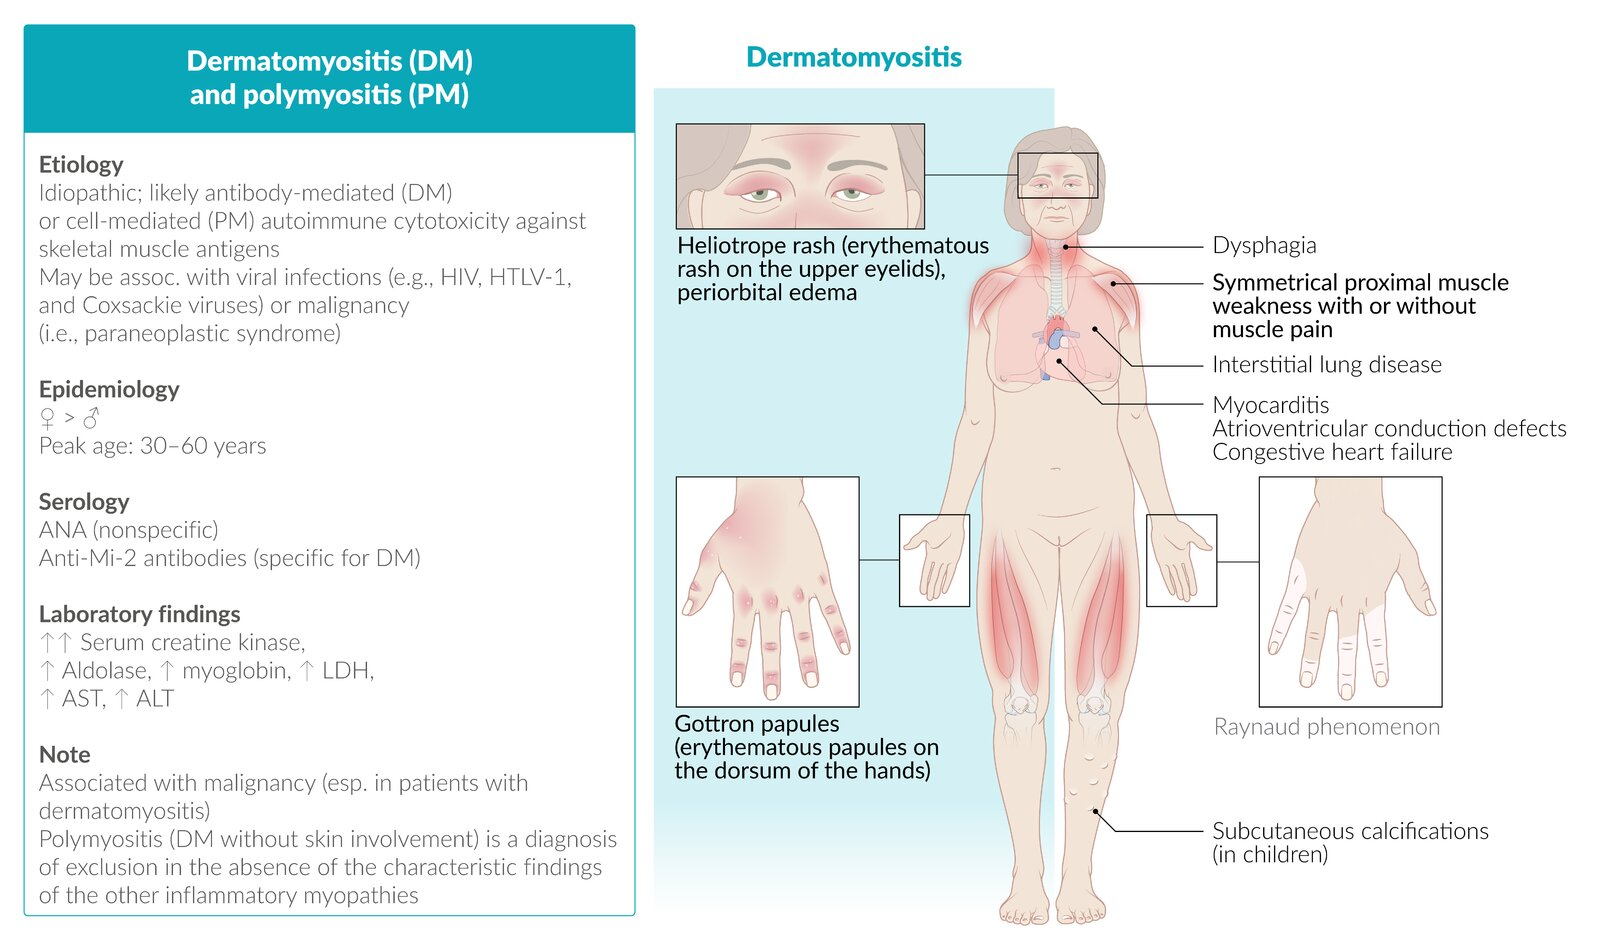 Dermatomyositis (DM)
and polymyositis (PM)
Etiology
Idiopathic; likely antibody-mediated (DM)
or cell-mediated (PM) autoimmune cytotoxicity against
skeletal muscle antigens
May be assoc. with viral infections (e.g., HIV, HTLV-1,
and Coxsackie viruses) or malignancy
(i.e., paraneoplastic syndrome)
Epidemiology
♀ > ♂
Peak age: 30–60 years
Serology
ANA (nonspecific)
Anti-Mi-2 antibodies (specific for DM)
Laboratory findings
↑↑ Serum creatine kinase,
↑ Aldolase, ↑ myoglobin, ↑ LDH,
↑ AST, ↑ ALT
Note
Associated with malignancy (esp. in patients with
dermatomyositis)
Polymyositis (DM without skin involvement) is a diagnosis
of exclusion in the absence of the characteristic findings
of the other inflammatory myopathies
Dermatomyositis
Heliotrope rash (erythematous
rash on the upper eyelids),
periorbital edema
Dysphagia
Symmetrical proximal muscle
weakness with or without
muscle pain
Interstitial lung disease
Myocarditis
Atrioventricular conduction defects
Congestive heart failure
Gottron papules
(erythematous papules on
the dorsum of the hands)
Raynaud phenomenon
Subcutaneous calcifications
(in children)